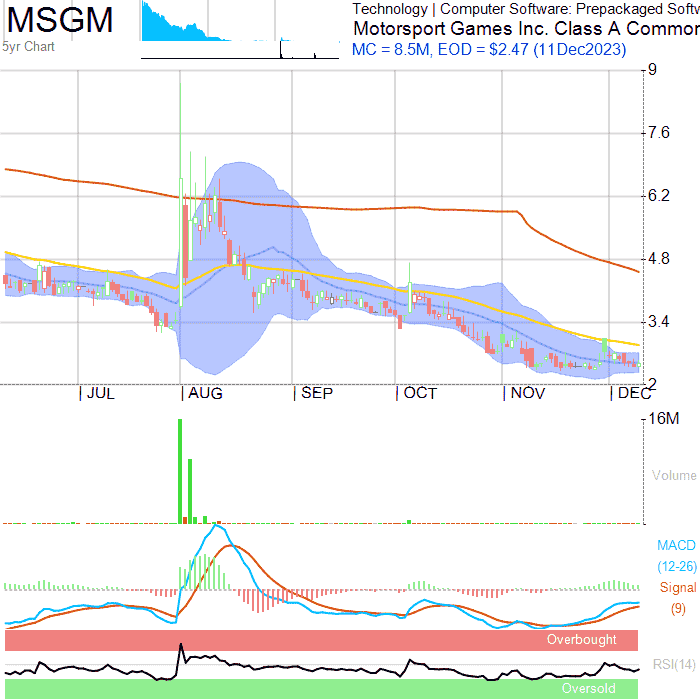 MSGM
5yr Chart
Technology | Computer Software: Prepackaged Softw
Motorsport Games Inc. Class A Common
MC = 8.5M, EOD = $2.47 (11Dec2023)
9
7.6
6.2
4.8
3.4
2
| JUL | AUG | SEP | OCT | NOV | DEC
16M
Volume
MACD
(12-26)
Signal
(9)
Overbought
RSI(14)
Oversold